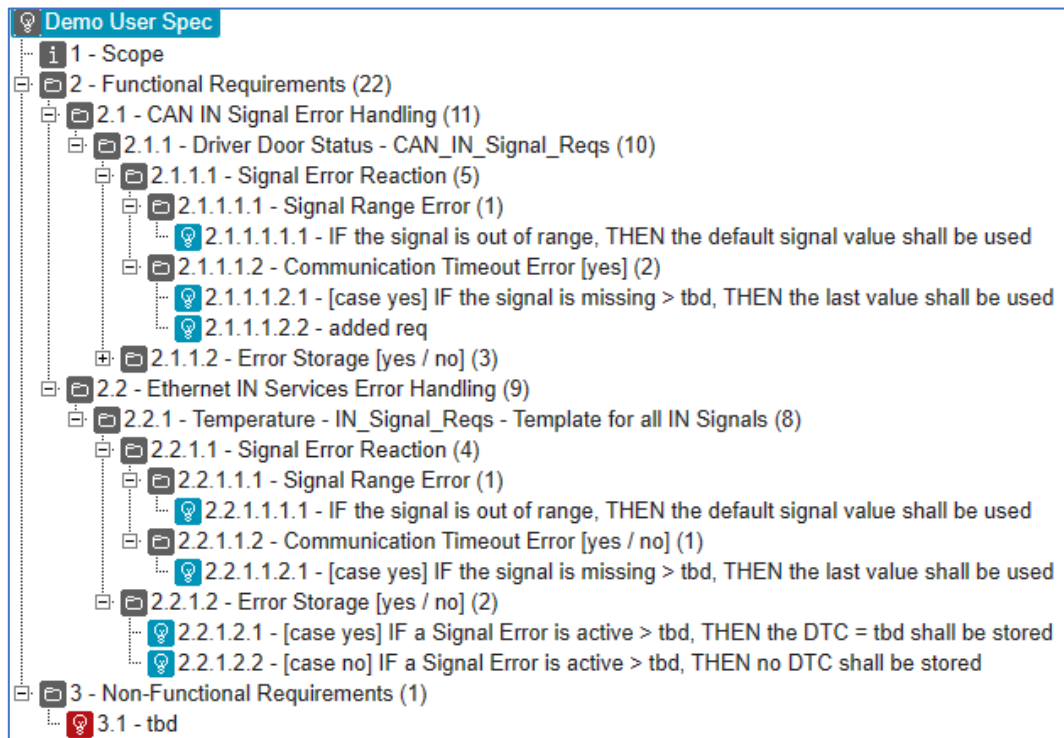 Demo User Spec
1 - Scope
2 - Functional Requirements (22)
2.1 - CAN IN Signal Error Handling (11)
2.1.1 - Driver Door Status - CAN_IN_Signal_Reqs (10)
2.1.1.1 - Signal Error Reaction (5)
2.1.1.1.1 - Signal Range Error (1)
2.1.1.1.1.1 - IF the signal is out of range, THEN the default signal value shall be used
2.1.1.1.2 - Communication Timeout Error [yes] (2)
2.1.1.1.2.1 - [case yes] IF the signal is missing > tbd, THEN the last value shall be used
2.1.1.1.2.2 - added req
2.1.1.2 - Error Storage [yes / no] (3)
2.2 - Ethernet IN Services Error Handling (9)
2.2.1 - Temperature - IN_Signal_Reqs - Template for all IN Signals (8)
2.2.1.1 - Signal Error Reaction (4)
2.2.1.1.1 - Signal Range Error (1)
2.2.1.1.1.1 - IF the signal is out of range, THEN the default signal value shall be used
2.2.1.1.2 - Communication Timeout Error [yes / no] (1)
2.2.1.1.2.1 - [case yes] IF the signal is missing > tbd, THEN the last value shall be used
2.2.1.2 - Error Storage [yes / no] (2)
2.2.1.2.1 - [case yes] IF a Signal Error is active > tbd, THEN the DTC = tbd shall be stored
2.2.1.2.2 - [case no] IF a Signal Error is active > tbd, THEN no DTC shall be stored
3 - Non-Functional Requirements (1)
3.1 - tbd